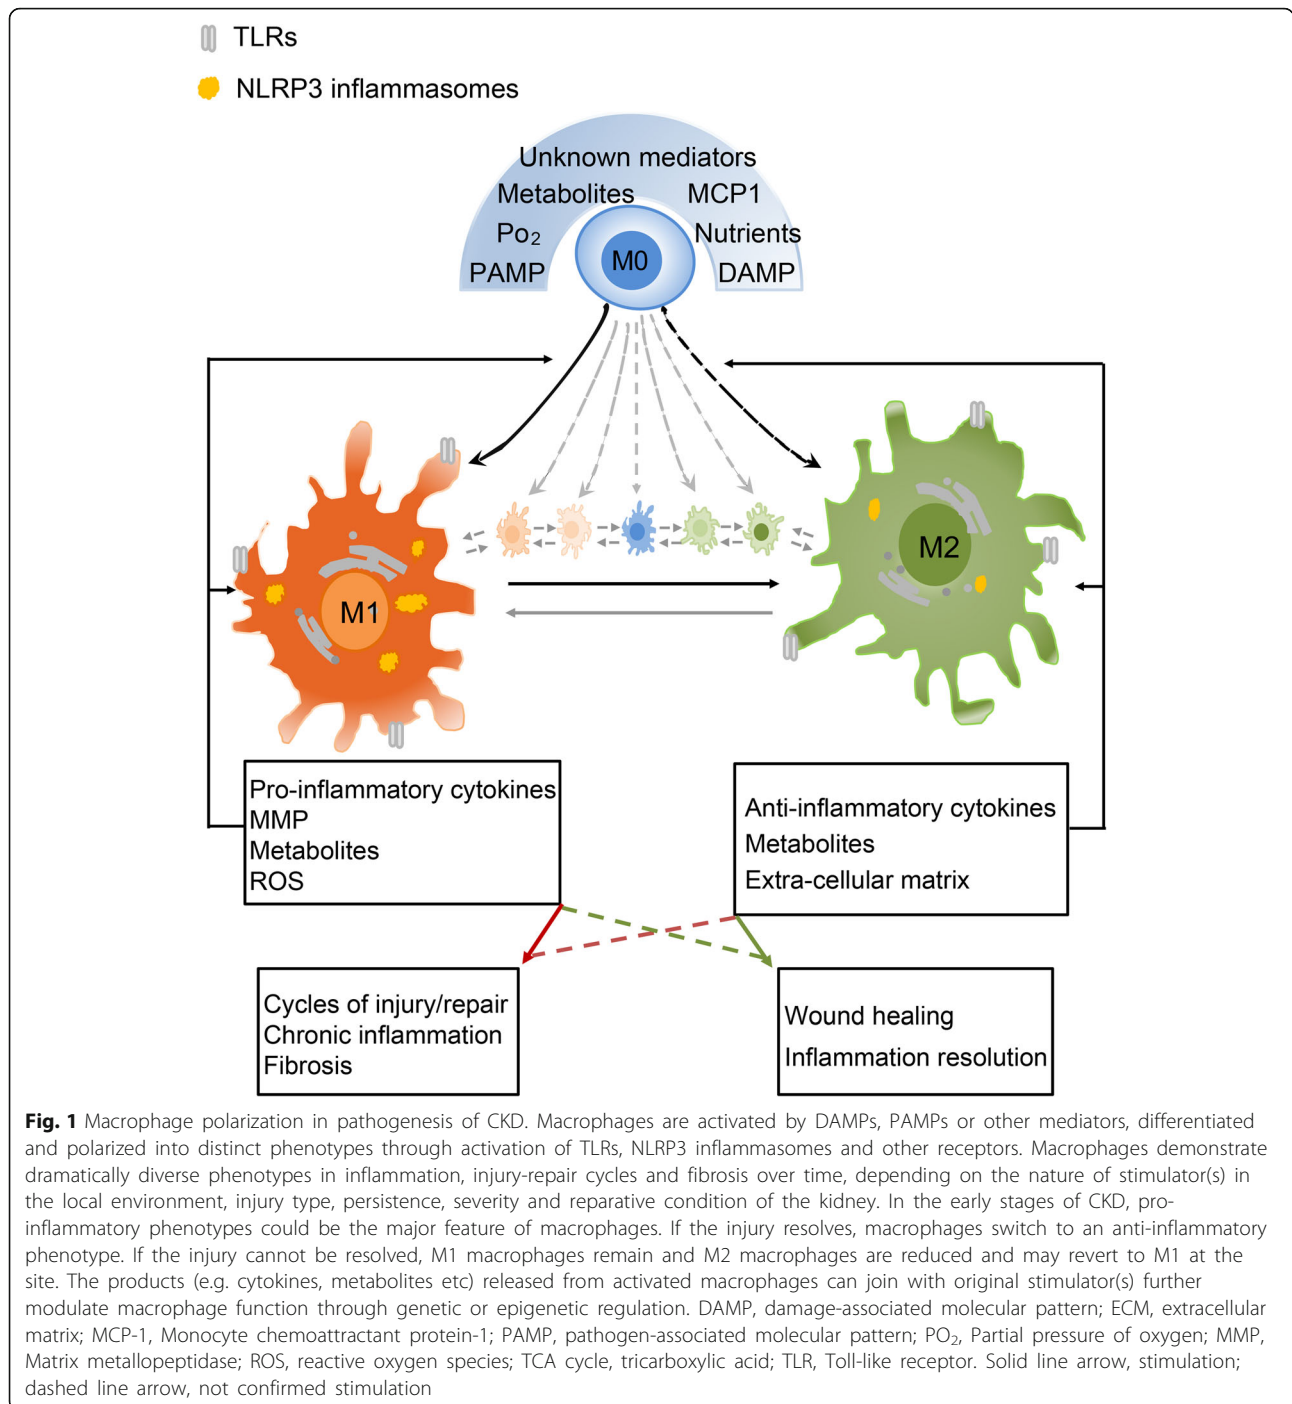 TLRs
NLRP3 inflammasomes
Unknown mediators
Metabolites MCP1
Po₂ Nutrients
PAMP M0 DAMP
M1
M2
Pro-inflammatory cytokines
MMP
Metabolites
ROS
Anti-inflammatory cytokines
Metabolites
Extra-cellular matrix
Cycles of injury/repair
Chronic inflammation
Fibrosis
Wound healing
Inflammation resolution
Fig. 1 Macrophage polarization in pathogenesis of CKD. Macrophages are activated by DAMPs, PAMPs or other mediators, differentiated
and polarized into distinct phenotypes through activation of TLRs, NLRP3 inflammasomes and other receptors. Macrophages demonstrate
dramatically diverse phenotypes in inflammation, injury-repair cycles and fibrosis over time, depending on the nature of stimulator(s) in
the local environment, injury type, persistence, severity and reparative condition of the kidney. In the early stages of CKD, pro-
inflammatory phenotypes could be the major feature of macrophages. If the injury resolves, macrophages switch to an anti-inflammatory
phenotype. If the injury cannot be resolved, M1 macrophages remain and M2 macrophages are reduced and may revert to M1 at the
site. The products (e.g. cytokines, metabolites etc) released from activated macrophages can join with original stimulator(s) further
modulate macrophage function through genetic or epigenetic regulation. DAMP, damage-associated molecular pattern; ECM, extracellular
matrix; MCP-1, Monocyte chemoattractant protein-1; PAMP, pathogen-associated molecular pattern; PO₂, Partial pressure of oxygen; MMP,
Matrix metallopeptidase; ROS, reactive oxygen species; TCA cycle, tricarboxylic acid; TLR, Toll-like receptor. Solid line arrow, stimulation;
dashed line arrow, not confirmed stimulation